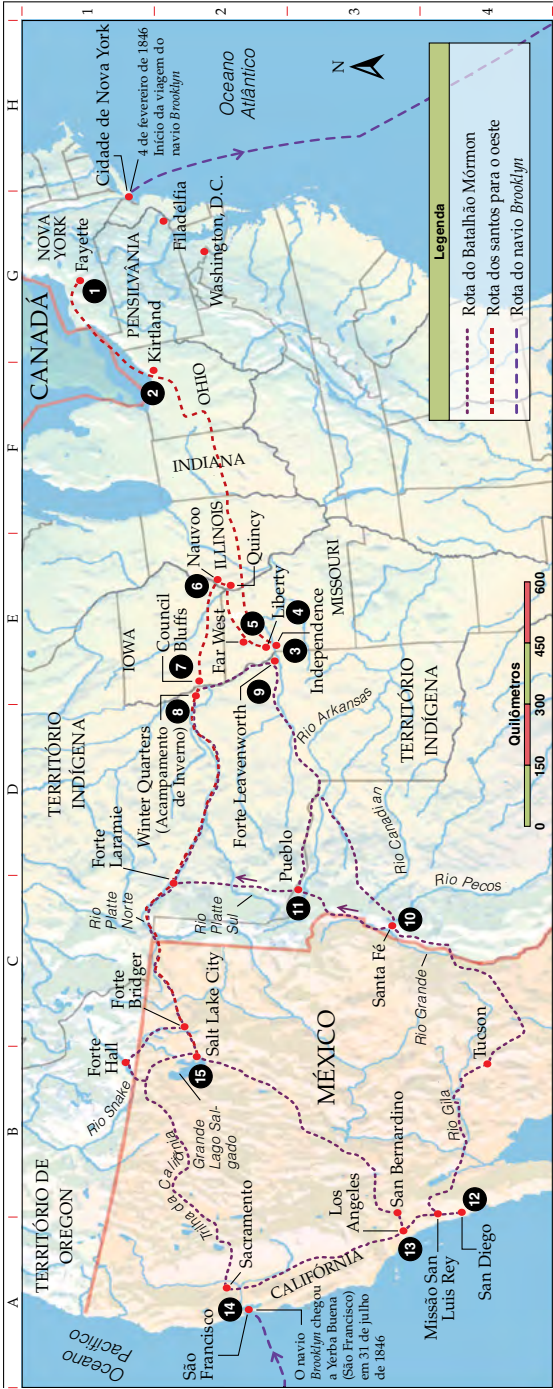 1
2
3
4
A
B
C
D
E
F
G
H
Oceano
Pacífico
TERRITÓRIO DE
OREGON
Rio Snake
Forte
Hall
Forte
Bridger
Rio
Platte
Norte
Forte
Laramie
TERRITÓRIO
INDÍGENA
Winter Quarters
(Acampamento
de Inverno)
8
7
Council
Bluffs
IOWA
6
Nauvoo
ILLINOIS
Quincy
INDIANA
OHIO
2
Kirtland
CANADÁ
1
NOVA
YORK
Fayette
PENSILVÂNIA
Cidade de Nova York
4 de fevereiro de 1846
Início da viagem do
navio Brooklyn
Filadélfia
Washington, D.C.
Oceano
Atlântico
N
Trilha da Califórnia
Grande
Lago Sal-
gado
15
Salt Lake City
Sacramento
14
São
Francisco
O navio
Brooklyn chegou
a Yerba Buena
(São Francisco)
em 31 de julho
de 1846
CALIFÓRNIA
Los
Angeles
San Bernardino
13
Missão San
Luis Rey
12
San Diego
MÉXICO
Rio Gila
Tucson
Rio Grande
Santa Fé
10
Rio
Platte
Sul
Pueblo
11
Rio Pecos
Rio Canadian
Rio Arkansas
TERRITÓRIO
INDÍGENA
Forte Leavenworth
9
Far West
5
Liberty
4
3
Independence
MISSOURI
Quilómetros
0
150
300
450
600
Legenda
Rota do Batalhão Mórmon
Rota dos santos para o oeste
Rota do navio Brooklyn